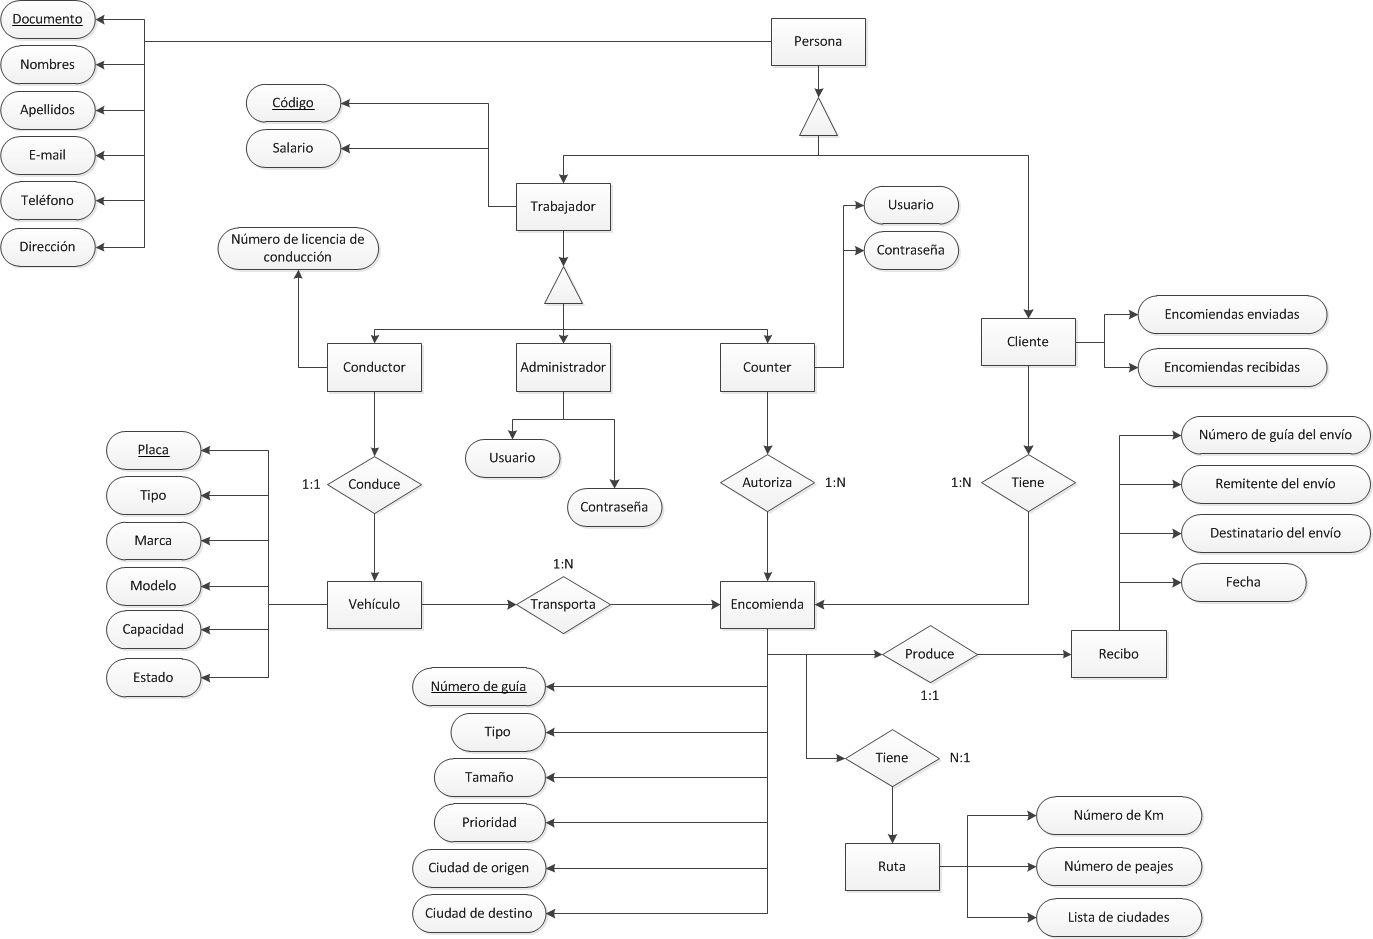 Documento
Persona
Nombres
Apellidos
E-mail
Teléfono
Dirección
Código
Salario
Trabajador
Usuario
Contraseña
Número de licencia de
conducción
Encomiendas enviadas
Encomiendas recibidas
Conductor
Administrador
Counter
Cliente
Placa
Tipo
Marca
Modelo
Capacidad
Estado
1:1
Conduce
Usuario
Contraseña
Autoriza
1:N
1:N
Tiene
Número de guía del envío
Remitente del envío
Destinatario del envío
Fecha
Vehículo
1:N
Transporta
Encomienda
Produce
1:1
Recibo
Número de guía
Tipo
Tamaño
Prioridad
Ciudad de origen
Ciudad de destino
Tiene
N:1
Ruta
Número de Km
Número de peajes
Lista de ciudades